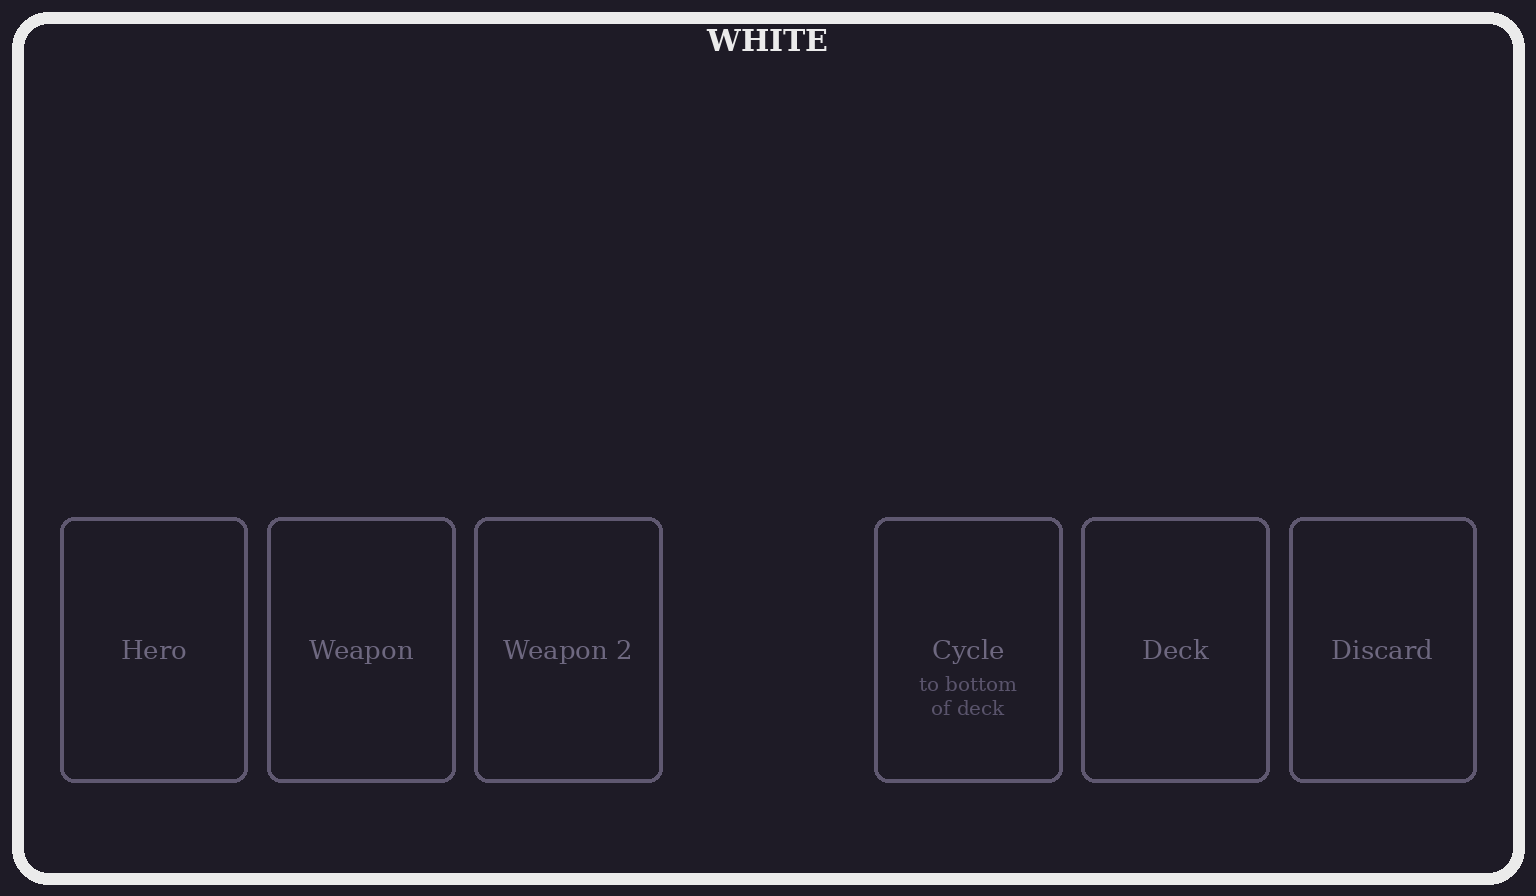 WHITE
Hero
Weapon
Weapon 2
Cycle
to bottom
of deck
Deck
Discard